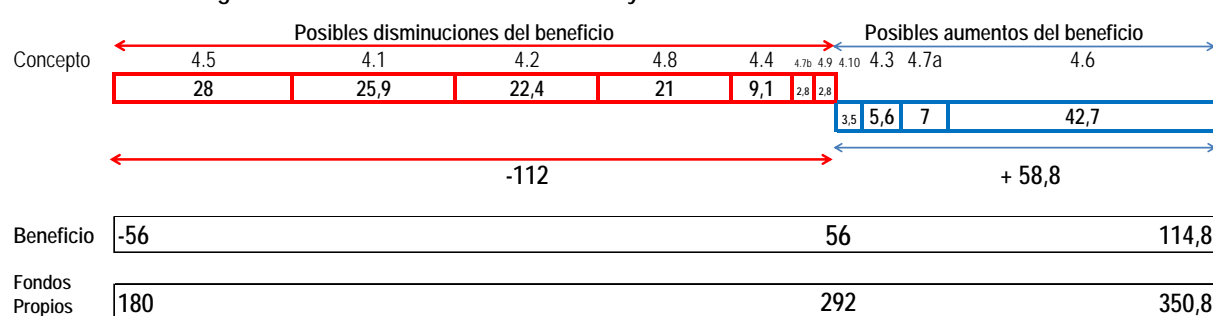 Posibles disminuciones del beneficio Posibles aumentos del beneficio
Concepto 4.5 4.1 4.2 4.8 4.4 4.7b 4.9 4.10 4.3 4.7a 4.6
28 25,9 22,4 21 9,1 2,8 2,8
3,5 5,6 7 42,7
-112 + 58,8
Beneficio -56 56 114,8
Fondos
Propios 180 292 350,8